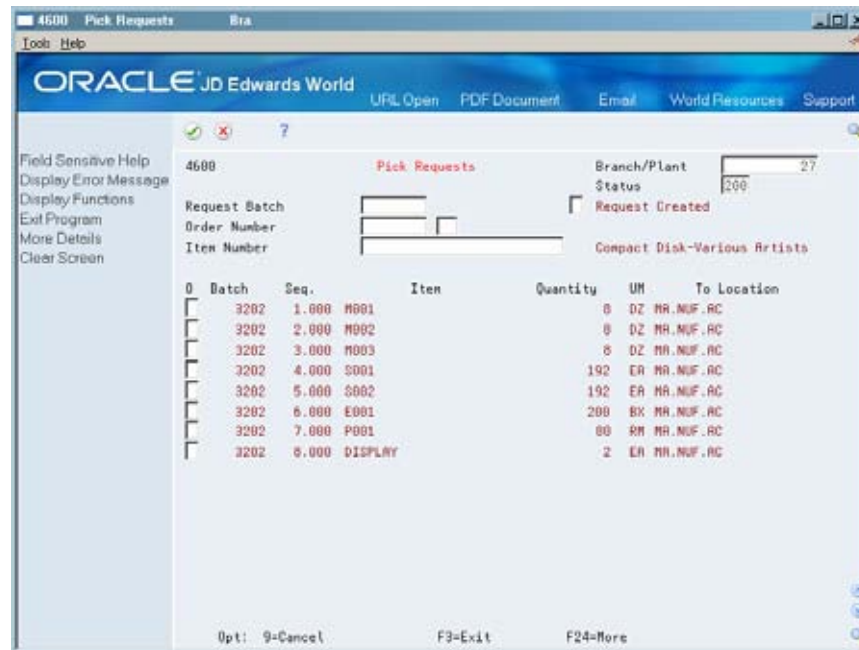 4600 Pick Requests Bra
Tools Help
ORACLE JD Edwards World
URL Open PDF Document Email World Resources Support
?
Field Sensitive Help
Display Error Message
Display Functions
Exit Program
More Details
Clear Screen
4600 Pick Requests Branch/Plant 27
Status 200
Request Batch Request Created
Order Number
Item Number Compact Disk-Various Artists
O Batch Seq. Item Quantity UM To Location
3202 1.000 M001 8 DZ MA.NUF.AC
3202 2.000 M002 8 DZ MA.NUF.AC
3202 3.000 M003 8 DZ MA.NUF.AC
3202 4.000 S001 192 EA MA.NUF.AC
3202 5.000 S002 192 EA MA.NUF.AC
3202 6.000 E001 200 BX MA.NUF.AC
3202 7.000 P001 80 RM MA.NUF.AC
3202 8.000 DISPLAY 2 EA MA.NUF.AC
Opt: 9=Cancel F3=Exit F24=More